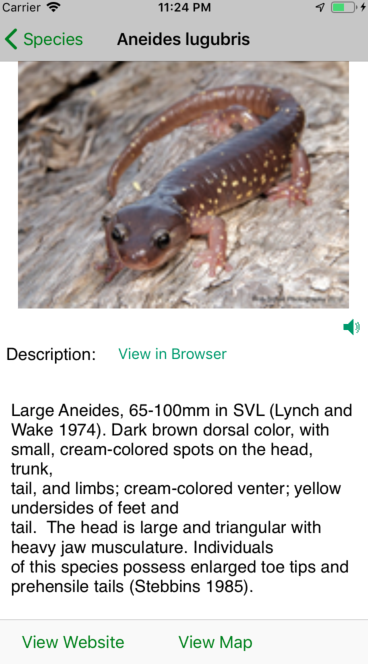 Carrier 11:24 PM
Species Aneides lugubris
Description: View in Browser
Large Aneides, 65-100mm in SVL (Lynch and
Wake 1974). Dark brown dorsal color, with
small, cream-colored spots on the head,
trunk,
tail, and limbs; cream-colored venter; yellow
undersides of feet and
tail.  The head is large and triangular with
heavy jaw musculature. Individuals
of this species possess enlarged toe tips and
prehensile tails (Stebbins 1985).
View Website View Map